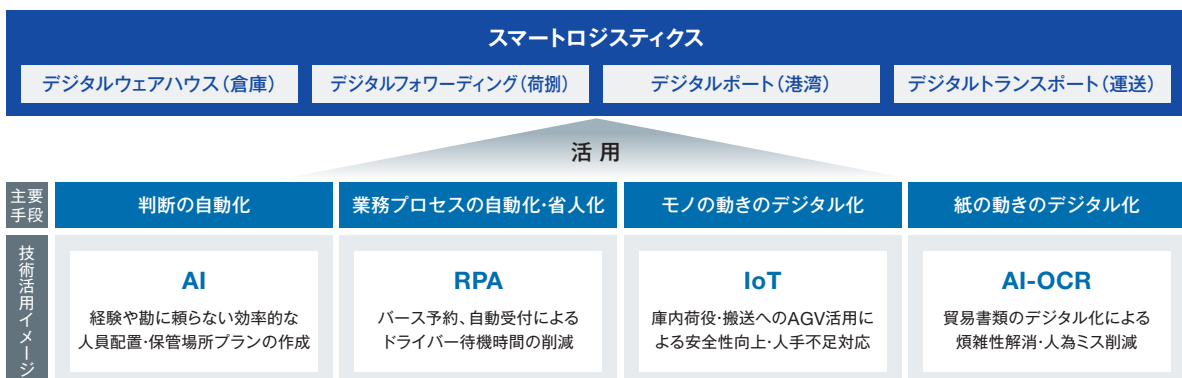 スマートロジスティクス
デジタルウェアハウス(倉庫)
デジタルフォワーディング(荷捌)
デジタルポート(港湾)
デジタルトランスポート(運送)
活用
主要
手段
判断の自動化
業務プロセスの自動化・省人化
モノの動きのデジタル化
紙の動きのデジタル化
技術活用イメージ
AI
経験や勘に頼らない効率的な
人員配置・保管場所プランの作成
RPA
バース予約、自動受付による
ドライバー待機時間の削減
IoT
庫内荷役・搬送へのAGV活用に
よる安全性向上・人手不足対応
AI-OCR
貿易書類のデジタル化による
煩雑性解消・人為ミス削減